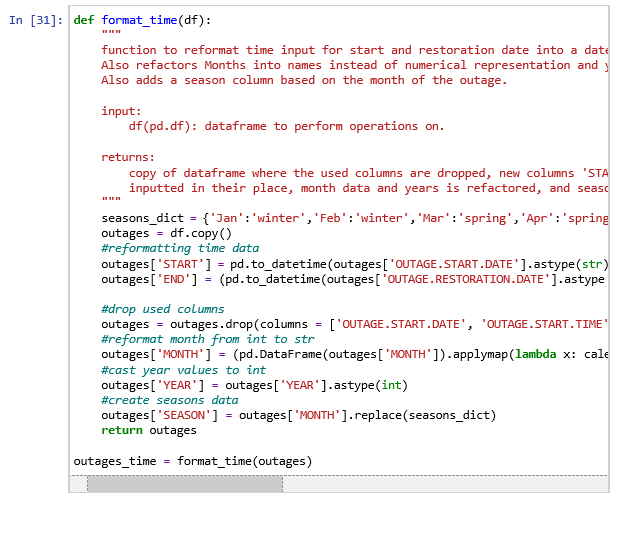 In [31]: def format_time(df):
"""
function to reformat time input for start and restoration date into a date
Also refactors Months into names instead of numerical representation and
Also adds a season column based on the month of the outage.
input:
df(pd.df): dataframe to perform operations on.
returns:
copy of dataframe where the used columns are dropped, new columns 'STA
inputted in their place, month data and years is refactored, and seaso
"""
seasons_dict = {'Jan':'winter','Feb':'winter','Mar':'spring','Apr':'spring
outages = df.copy()
#reformatting time data
outages['START'] = pd.to_datetime(outages['OUTAGE.START.DATE'].astype(str)
outages['END'] = (pd.to_datetime(outages['OUTAGE.RESTORATION.DATE'].astype
#drop used columns
outages = outages.drop(columns = ['OUTAGE.START.DATE', 'OUTAGE.START.TIME'
#reformat month from int to str
outages['MONTH'] = (pd.DataFrame(outages['MONTH']).applymap(lambda x: cale
#cast year values to int
outages['YEAR'] = outages['YEAR'].astype(int)
#create seasons data
outages['SEASON'] = outages['MONTH'].replace(seasons_dict)
return outages
outages_time = format_time(outages)